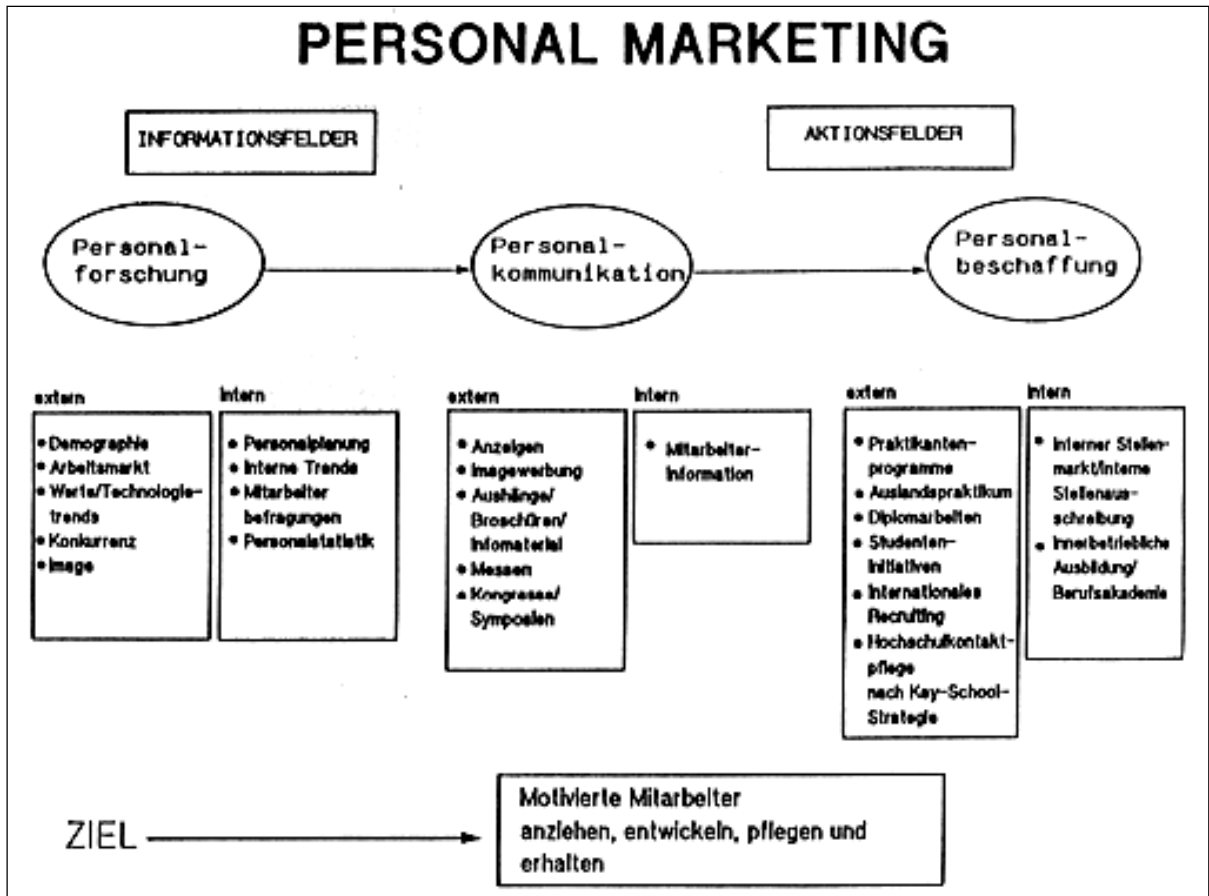 PERSONAL MARKETING
INFORMATIONSFELDER
AKTIONSFELDER
Personal-
forschung
Personal-
kommunikation
Personal-
beschaffung
extern
• Demographie
• Arbeitsmarkt
• Werte/Technologie-
trends
• Konkurrenz
• Image
intern
• Personalplanung
• Interne Trends
• Mitarbeiter
befragungen
• Personalstatistik
extern
• Anzeigen
• Imagewerbung
• Aushänge/
Broschüren/
Infomaterial
• Messen
• Kongresse/
Symposien
intern
• Mitarbeiter-
information
extern
• Praktikanten-
programme
• Auslandspraktikum
• Diplomarbeiten
• Studenten-
initiativen
• Internationales
Recruiting
• Hochschulkontakt-
pflege
nach Key-School-
Strategie
intern
• Interner Stellen-
markt/interne
Stellenaus-
schreibung
• Innerbetriebliche
Ausbildung/
Berufsakademie
ZIEL
Motivierte Mitarbeiter
anziehen, entwickeln, pflegen und
erhalten